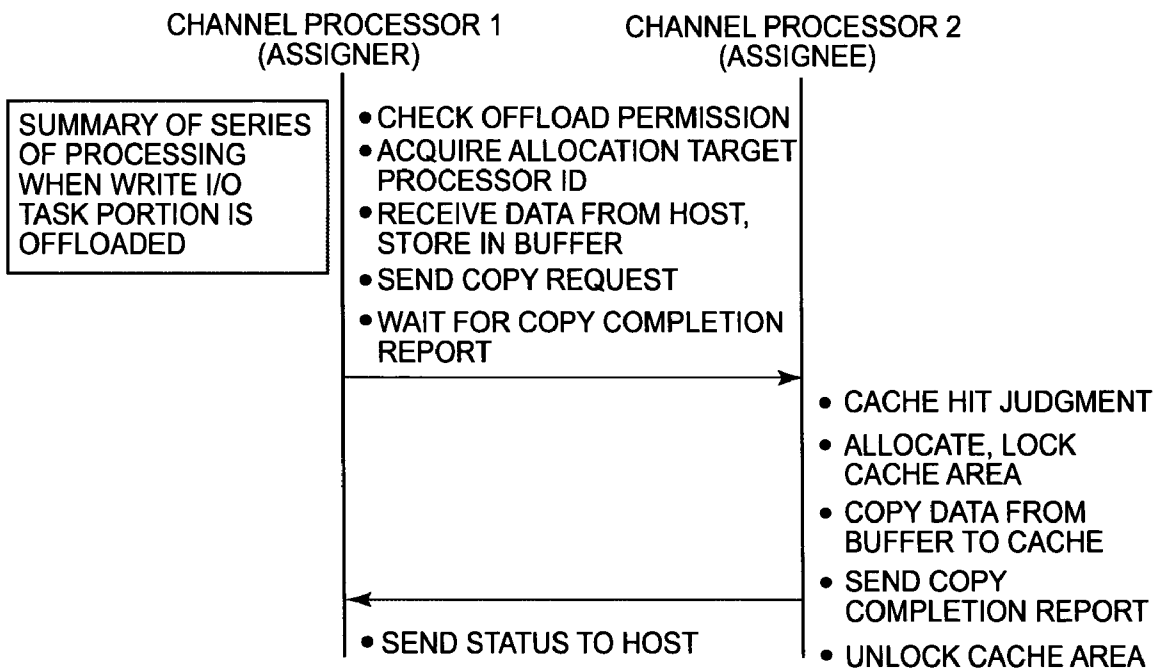 CHANNEL PROCESSOR 1
(ASSIGNER)
CHANNEL PROCESSOR 2
(ASSIGNEE)
SUMMARY OF SERIES
OF PROCESSING
WHEN WRITE I/O
TASK PORTION IS
OFFLOADED
• CHECK OFFLOAD PERMISSION
• ACQUIRE ALLOCATION TARGET
PROCESSOR ID
• RECEIVE DATA FROM HOST,
STORE IN BUFFER
• SEND COPY REQUEST
• WAIT FOR COPY COMPLETION
REPORT
• CACHE HIT JUDGMENT
• ALLOCATE, LOCK
CACHE AREA
• COPY DATA FROM
BUFFER TO CACHE
• SEND COPY
COMPLETION REPORT
• SEND STATUS TO HOST
• UNLOCK CACHE AREA